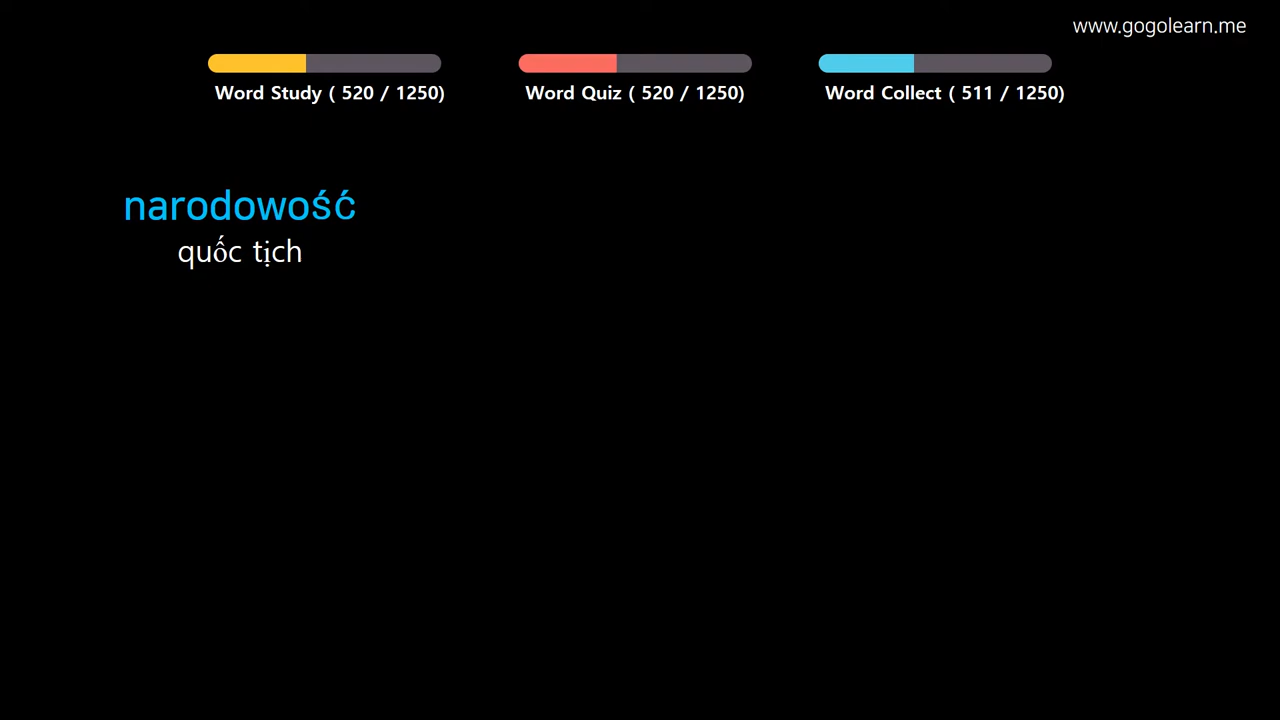 www.gogolearn.me
Word Study ( 520 / 1250)
Word Quiz ( 520 / 1250)
Word Collect ( 511 / 1250)
narodowość
quốc tịch